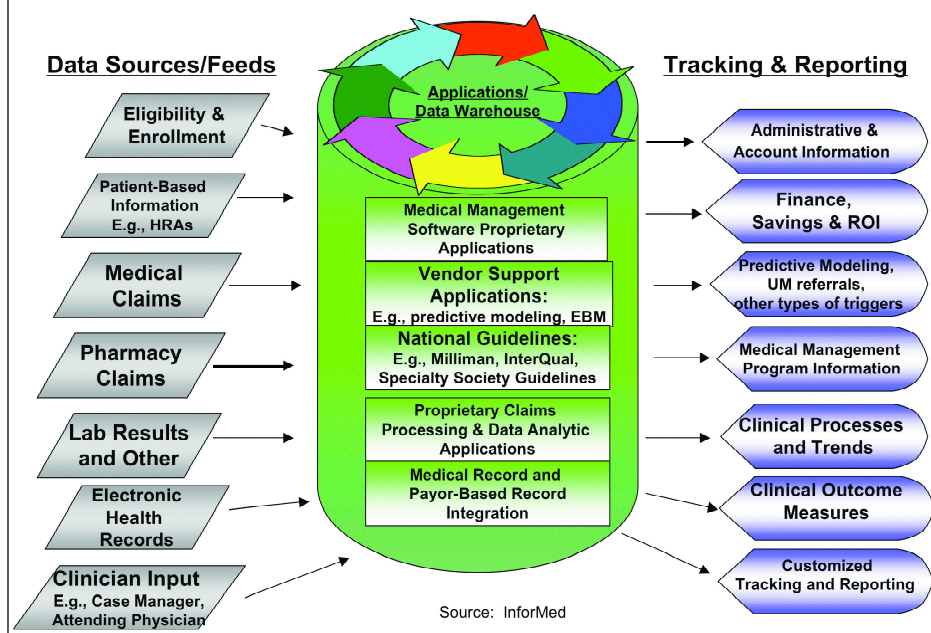 Data Sources/Feeds
Eligibility &
Enrollment
Patient-Based
Information
E.g., HRAs
Medical
Claims
Pharmacy
Claims
Lab Results
and Other
Electronic
Health
Records
Clinician Input
E.g., Case Manager,
Attending Physician
Applications/
Data Warehouse
Medical Management
Software Proprietary
Applications
Vendor Support
Applications:
E.g., predictive modeling, EBM
National Guidelines:
E.g., Milliman, InterQual,
Specialty Society Guidelines
Proprietary Claims
Processing & Data Analytic
Applications
Medical Record and
Payor-Based Record
Integration
Source: InforMed
Tracking & Reporting
Administrative &
Account Information
Finance,
Savings & ROI
Predictive Modeling,
UM referrals,
other types of triggers
Medical Management
Program Information
Clinical Processes
and Trends
Clinical Outcome
Measures
Customized
Tracking and Reporting